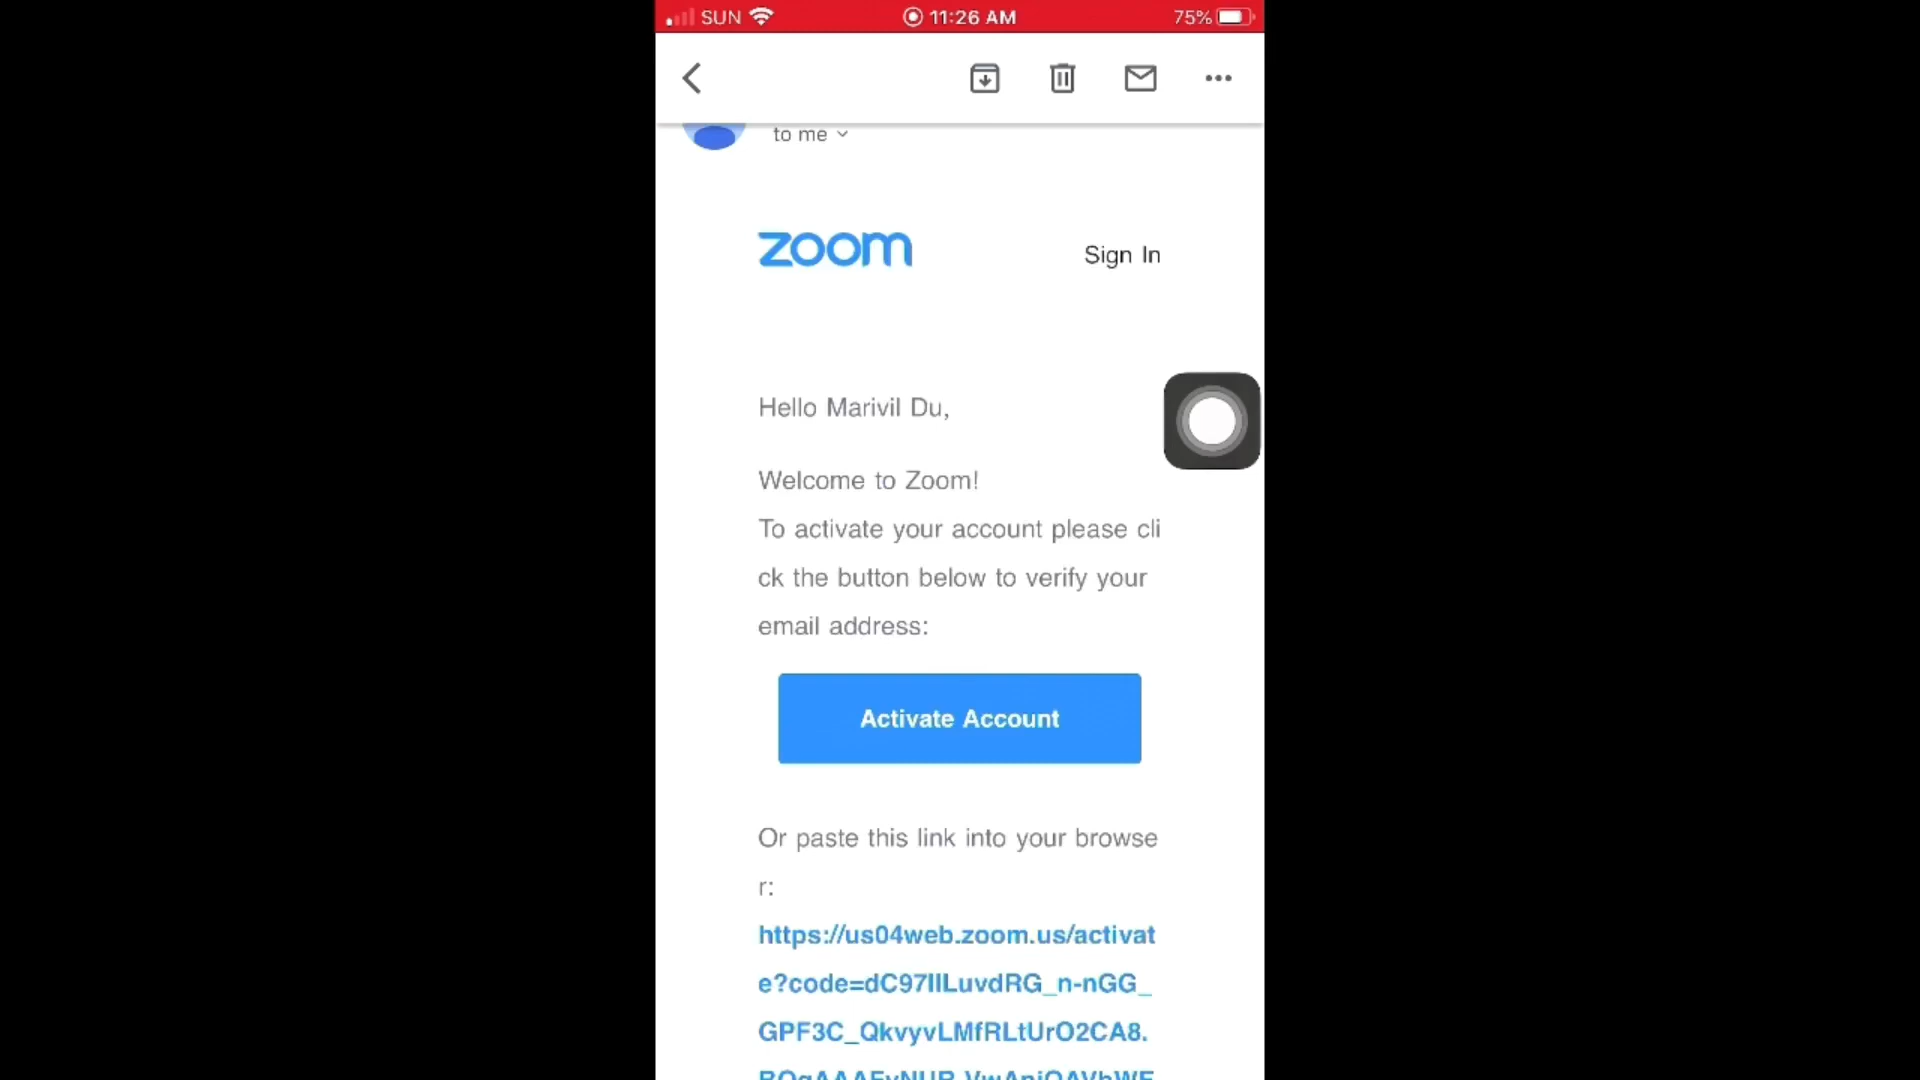 SUN 11:26 AM 75%
to me
zoom Sign In
Hello Marivil Du,
Welcome to Zoom!
To activate your account please cli
ck the button below to verify your
email address:
Activate Account
Or paste this link into your browse
r:
https://us04web.zoom.us/activat
e?code=dC97IlLuvdRG_n-nGG_
GPF3C_QkvyvLMfRLtUrO2CA8.